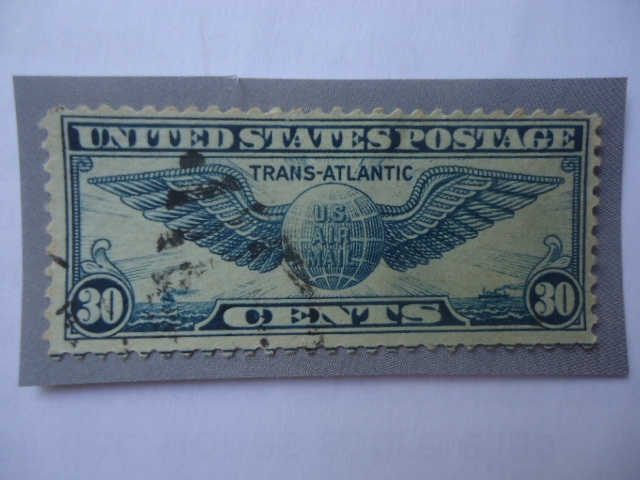 UNITED STATES POSTAGE
TRANS-ATLANTIC
U.S.
AIR
MAIL
30 CENTS 30